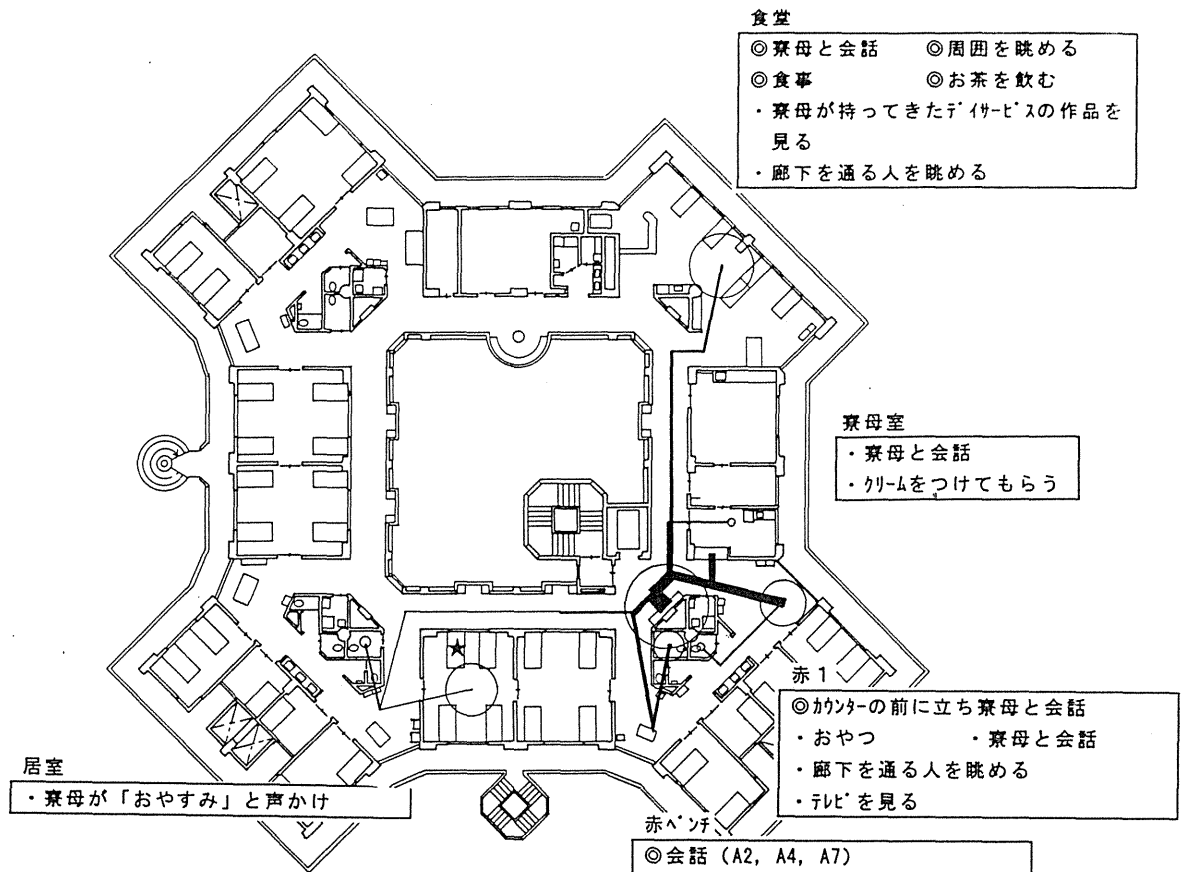 食堂
◎寮母と会話 ◎周囲を眺める
◎食事 ◎お茶を飲む
・寮母が持ってきたﾃﾞｲｻｰﾋﾞｽの作品を
見る
・廊下を通る人を眺める
寮母室
・寮母と会話
・ｸﾘｰﾑをつけてもらう
赤1
◎ｶｳﾝﾀｰの前に立ち寮母と会話
・おやつ ・寮母と会話
・廊下を通る人を眺める
・ﾃﾚﾋﾞを見る
居室
・寮母が「おやすみ」と声かけ
赤ﾍﾞﾝﾁ
◎会話 (A2, A4, A7)